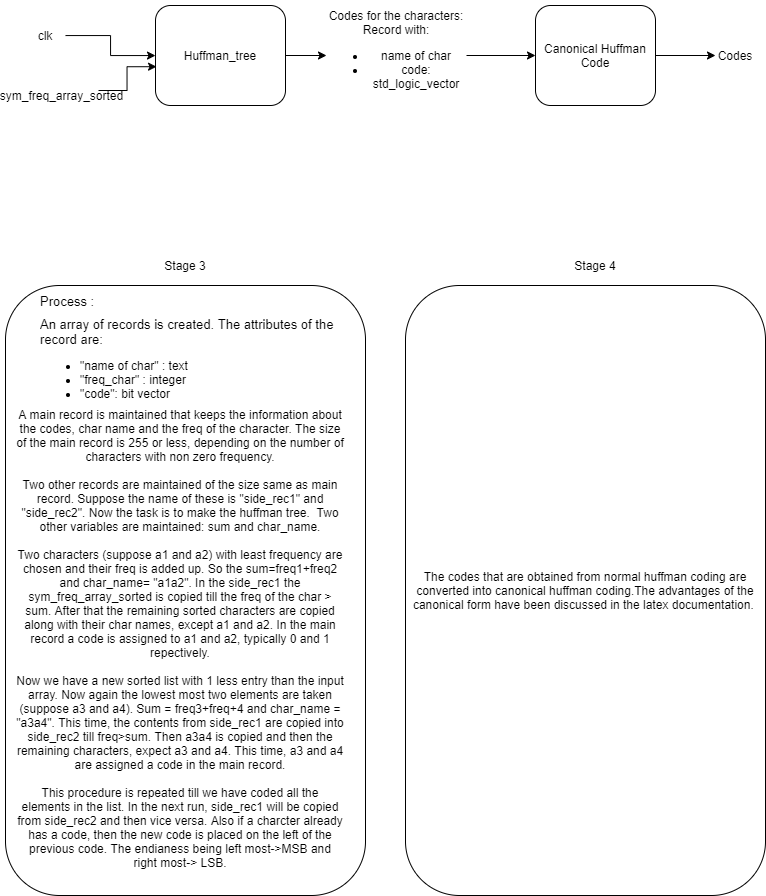 Codes for the characters:
Record with:
clk
Huffman_tree
name of char
code:
std_logic_vector
Canonical Huffman
Code
Codes
sym_freq_array_sorted
Stage 3
Stage 4
Process :
An array of records is created. The attributes of the
record are:
"name of char" : text
"freq_char" : integer
"code": bit vector
A main record is maintained that keeps the information about
the codes, char name and the freq of the character. The size
of the main record is 255 or less, depending on the number of
characters with non zero frequency.
Two other records are maintained of the size same as main
record. Suppose the name of these is "side_rec1" and
"side_rec2". Now the task is to make the huffman tree.  Two
other variables are maintained: sum and char_name.
Two characters (suppose a1 and a2) with least frequency are
chosen and their freq is added up. So the sum=freq1+freq2
and char_name= "a1a2". In the side_rec1 the
sym_freq_array_sorted is copied till the freq of the char >
sum. After that the remaining sorted characters are copied
along with their char names, except a1 and a2. In the main
record a code is assigned to a1 and a2, typically 0 and 1
repectively.
Now we have a new sorted list with 1 less entry than the input
array. Now again the lowest most two elements are taken
(suppose a3 and a4). Sum = freq3+freq+4 and char_name =
"a3a4". This time, the contents from side_rec1 are copied into
side_rec2 till freq>sum. Then a3a4 is copied and then the
remaining characters, expect a3 and a4. This time, a3 and a4
are assigned a code in the main record.
This procedure is repeated till we have coded all the
elements in the list. In the next run, side_rec1 will be copied
from side_rec2 and then vice versa. Also if a charcter already
has a code, then the new code is placed on the left of the
previous code. The endianess being left most->MSB and
right most-> LSB.
The codes that are obtained from normal huffman coding are
converted into canonical huffman coding.The advantages of the
canonical form have been discussed in the latex documentation.